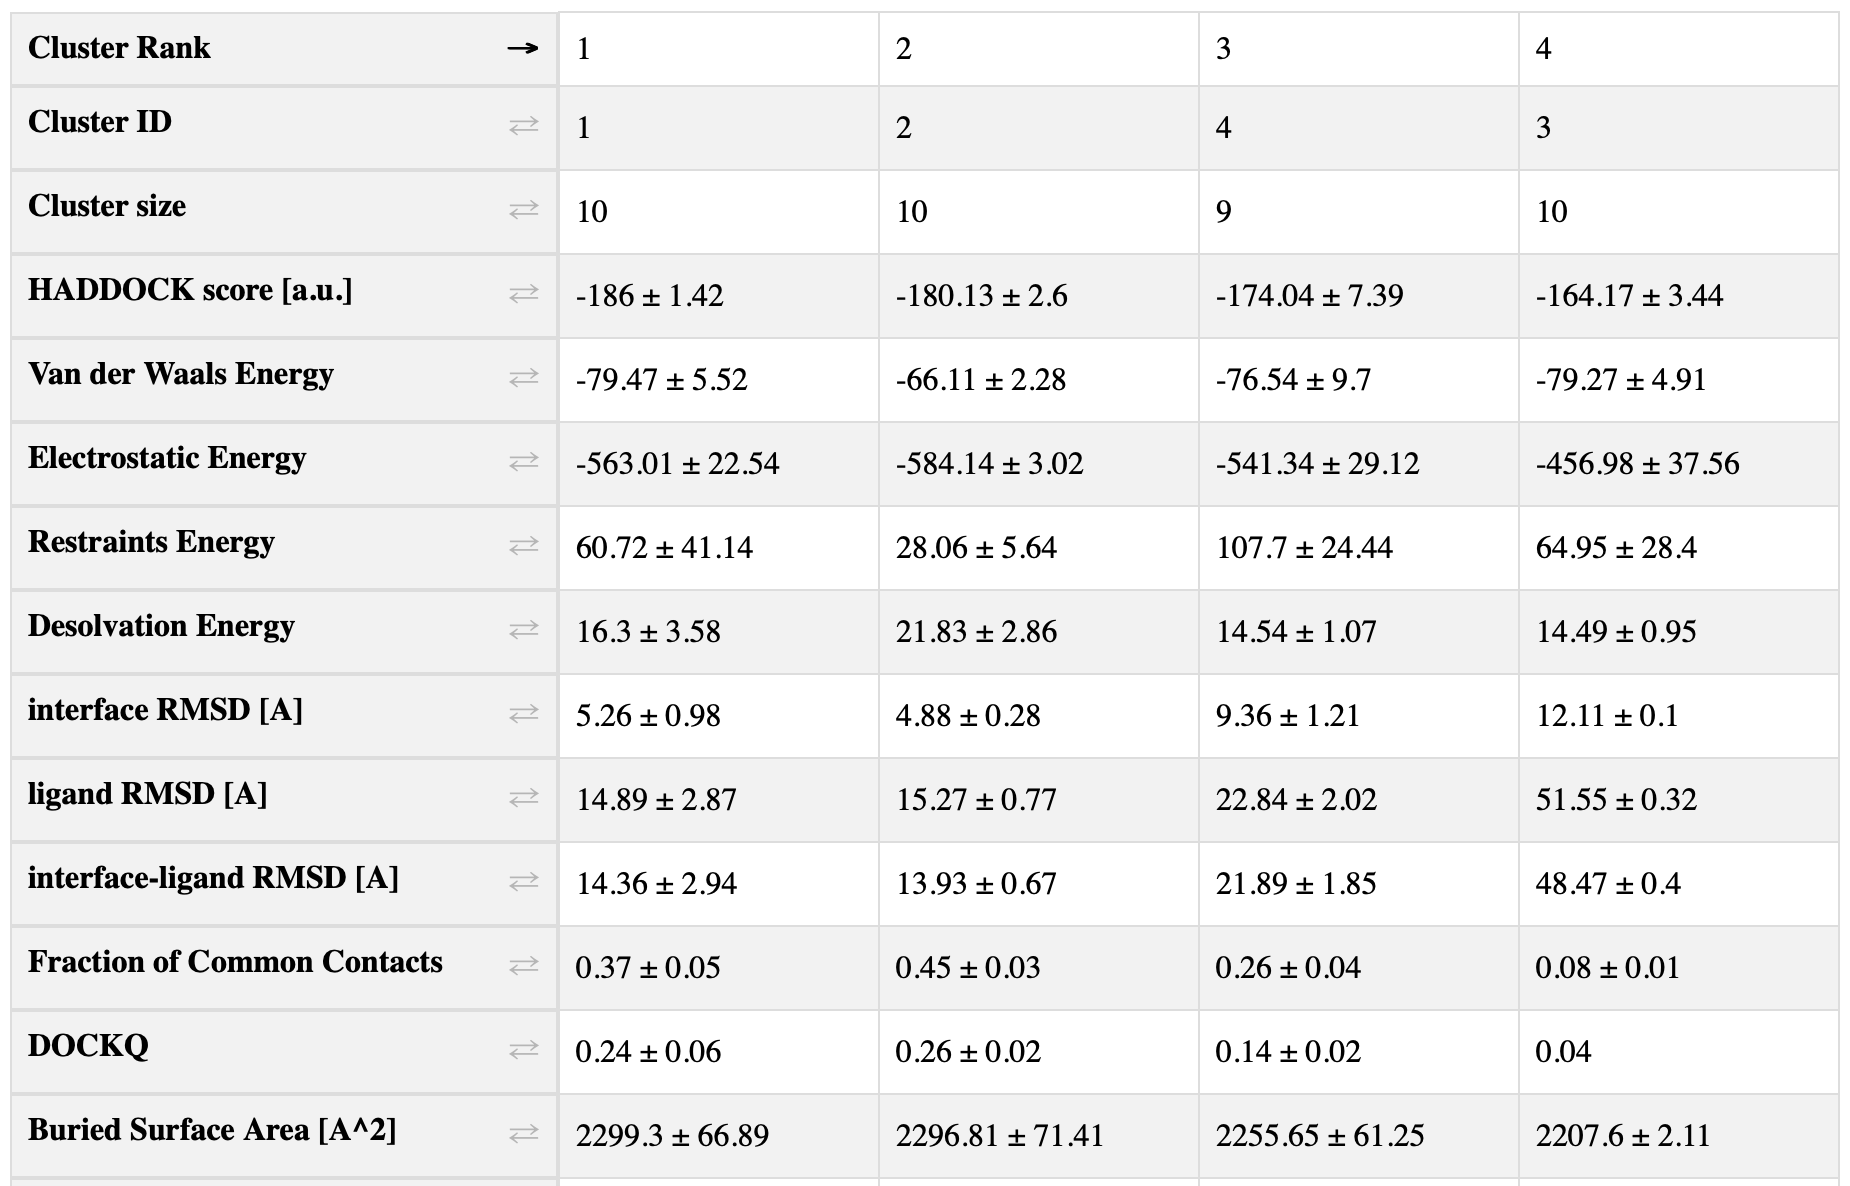 Cluster Rank → 1 2 3 4
Cluster ID ⇄ 1 2 4 3
Cluster size ⇄ 10 10 9 10
HADDOCK score [a.u.] ⇄ -186 ± 1.42 -180.13 ± 2.6 -174.04 ± 7.39 -164.17 ± 3.44
Van der Waals Energy ⇄ -79.47 ± 5.52 -66.11 ± 2.28 -76.54 ± 9.7 -79.27 ± 4.91
Electrostatic Energy ⇄ -563.01 ± 22.54 -584.14 ± 3.02 -541.34 ± 29.12 -456.98 ± 37.56
Restraints Energy ⇄ 60.72 ± 41.14 28.06 ± 5.64 107.7 ± 24.44 64.95 ± 28.4
Desolvation Energy ⇄ 16.3 ± 3.58 21.83 ± 2.86 14.54 ± 1.07 14.49 ± 0.95
interface RMSD [A] ⇄ 5.26 ± 0.98 4.88 ± 0.28 9.36 ± 1.21 12.11 ± 0.1
ligand RMSD [A] ⇄ 14.89 ± 2.87 15.27 ± 0.77 22.84 ± 2.02 51.55 ± 0.32
interface-ligand RMSD [A] ⇄ 14.36 ± 2.94 13.93 ± 0.67 21.89 ± 1.85 48.47 ± 0.4
Fraction of Common Contacts ⇄ 0.37 ± 0.05 0.45 ± 0.03 0.26 ± 0.04 0.08 ± 0.01
DOCKQ ⇄ 0.24 ± 0.06 0.26 ± 0.02 0.14 ± 0.02 0.04
Buried Surface Area [A^2] ⇄ 2299.3 ± 66.89 2296.81 ± 71.41 2255.65 ± 61.25 2207.6 ± 2.11